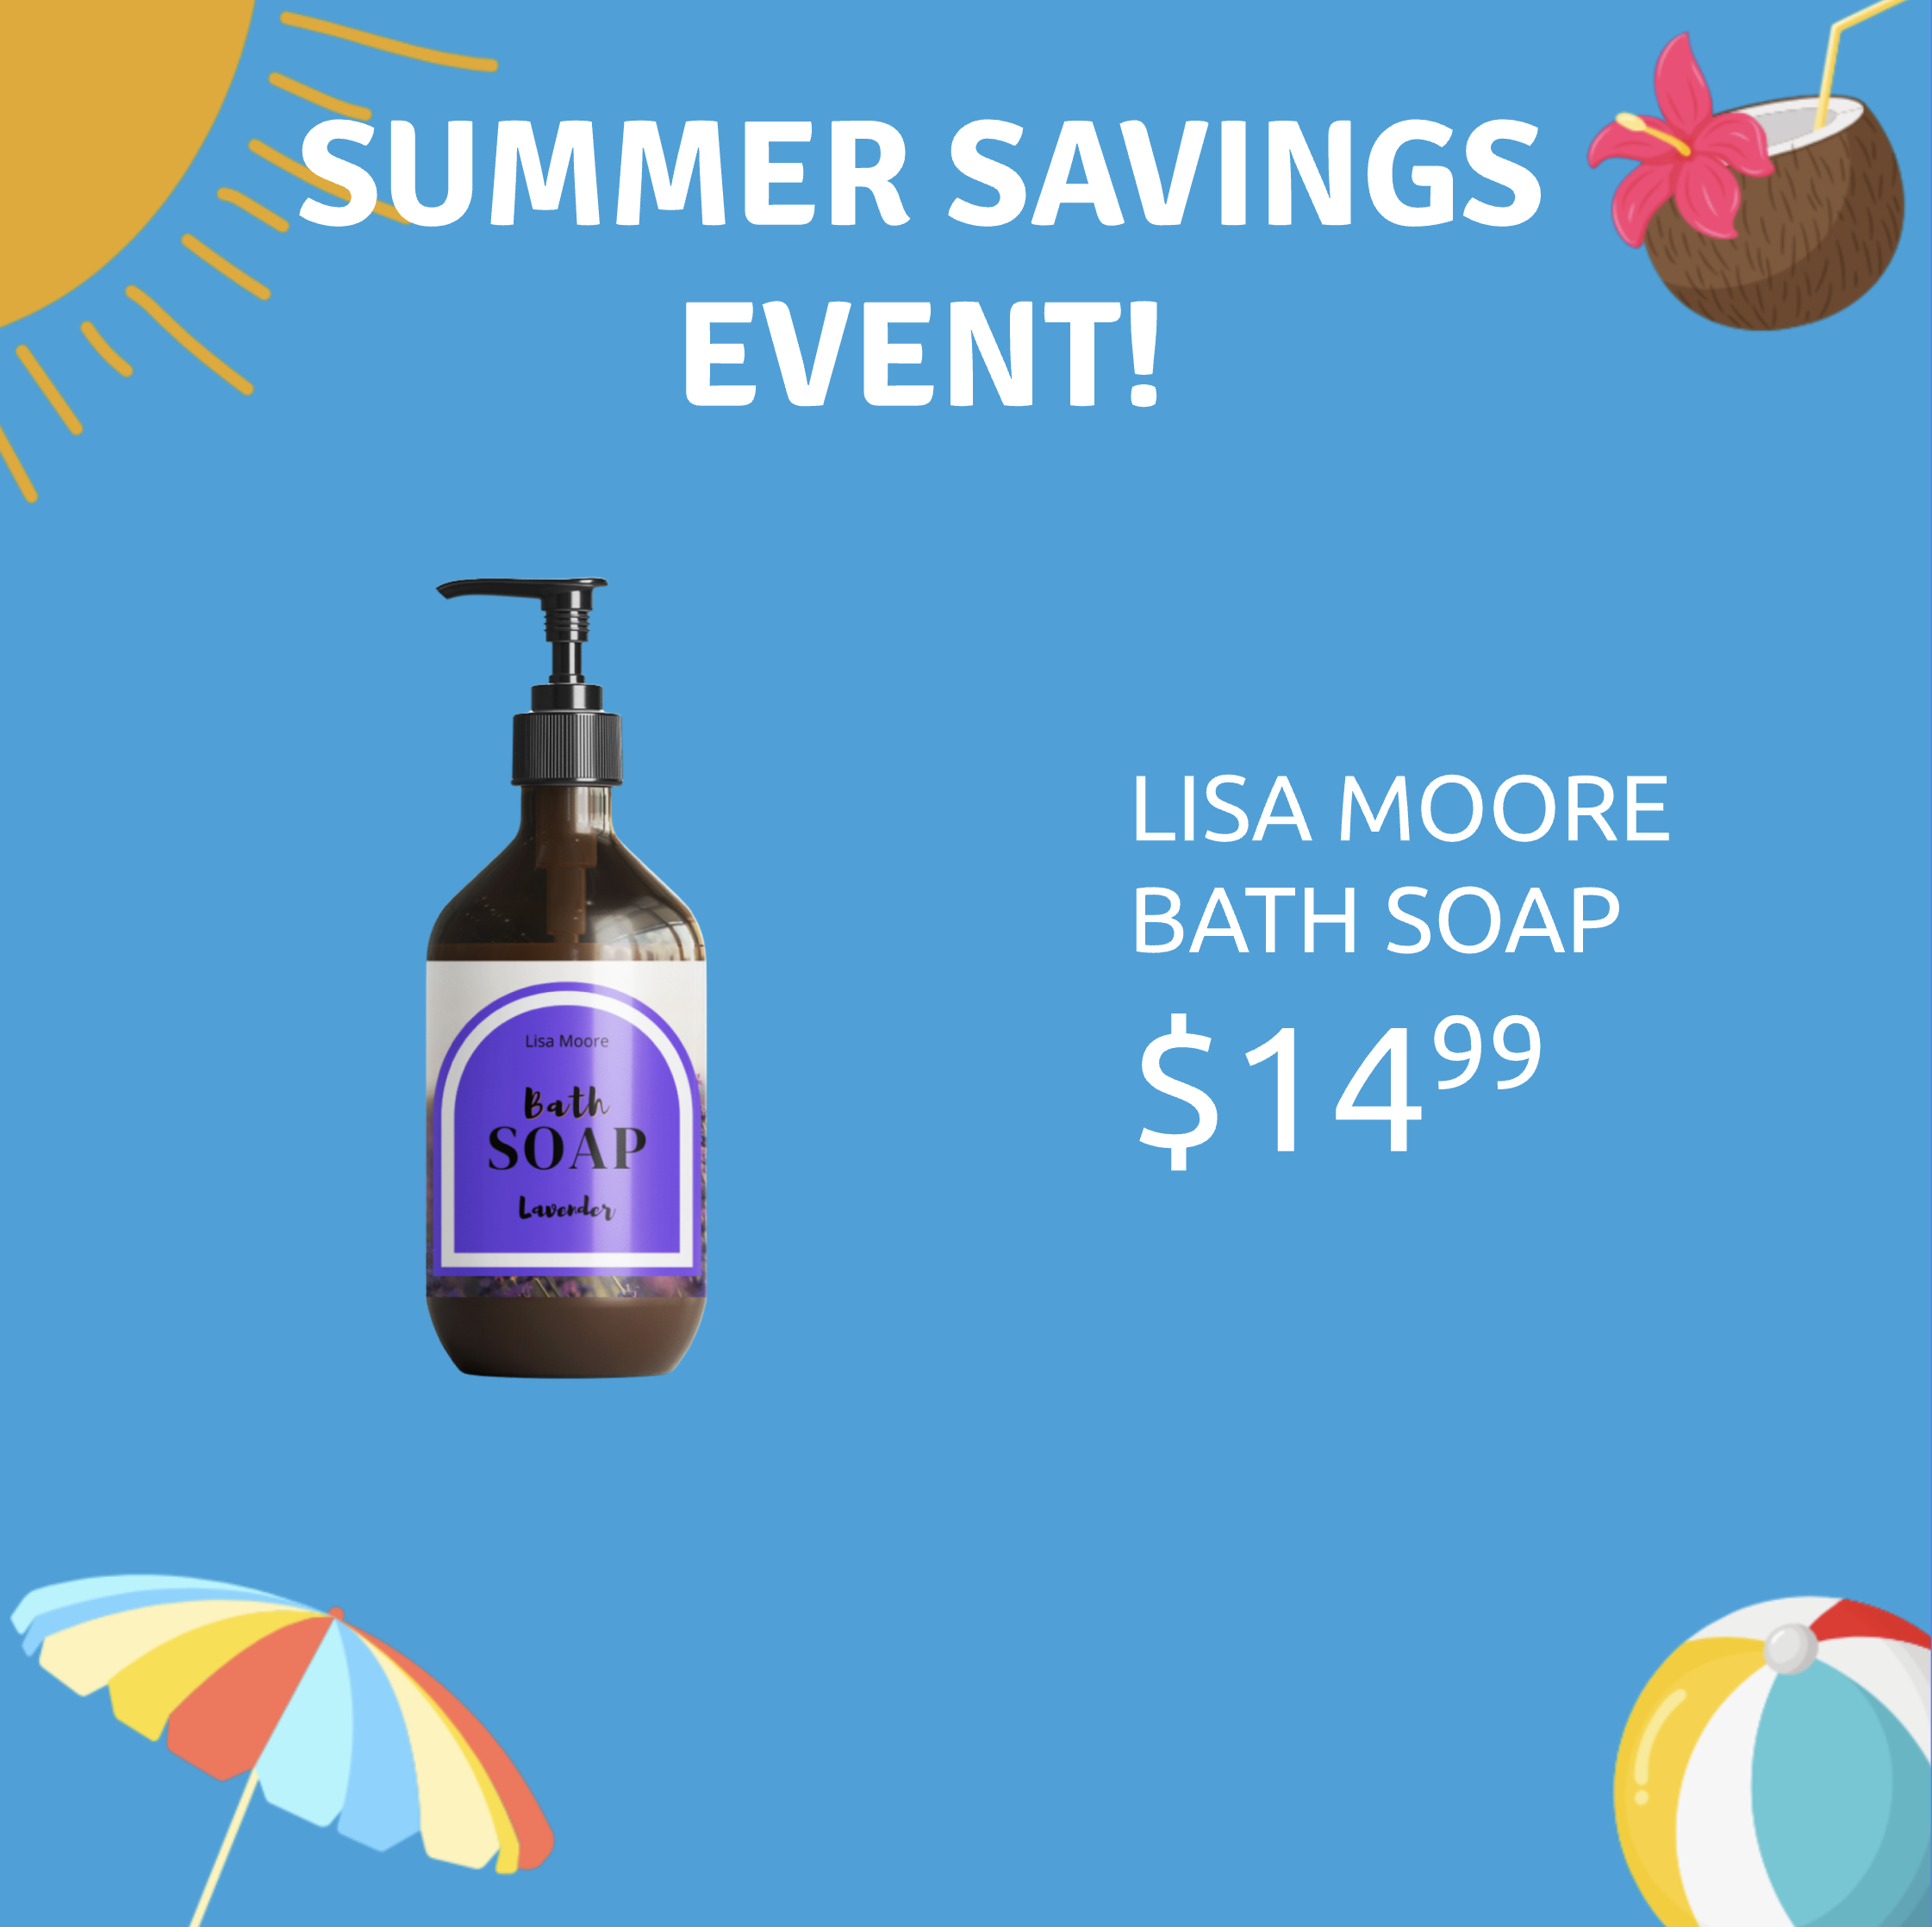 SUMMER SAVINGS
EVENT!
Lisa Moore
Bath
SOAP
Lavender
LISA MOORE
BATH SOAP
$14⁹⁹